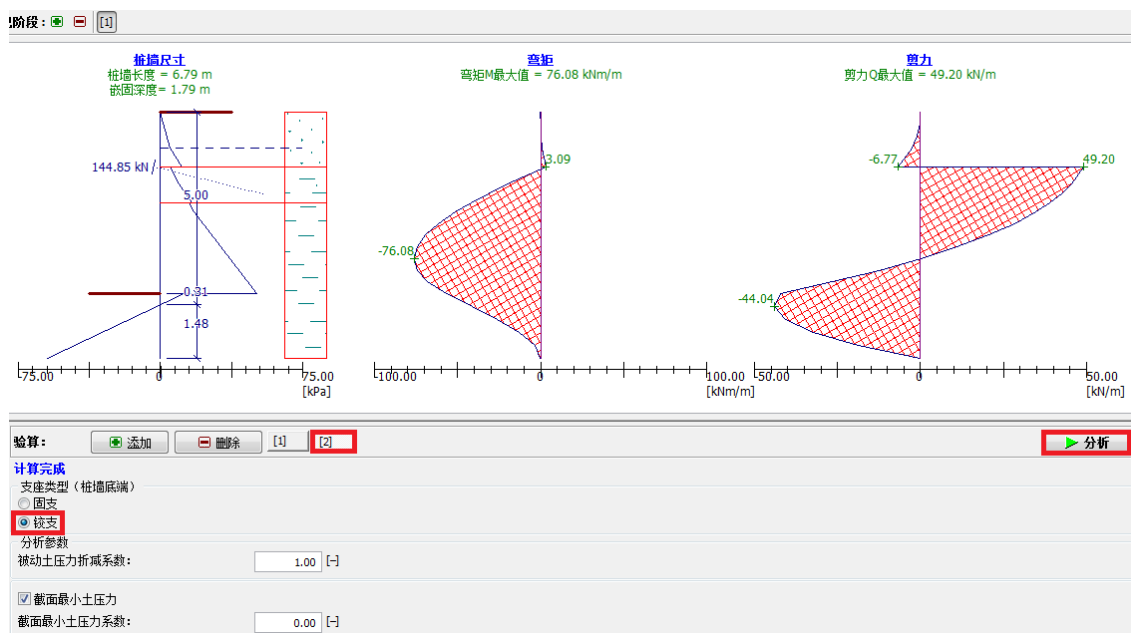 阶段： [1]
桩墙尺寸
桩墙长度 = 6.79 m
嵌固深度= 1.79 m
弯矩
弯矩M最大值 = 76.08 kNm/m
剪力
剪力Q最大值 = 49.20 kN/m
144.85 kN
5.00
0.31
1.48
3.09
-76.08
-6.77
49.20
-44.04
-75.00 0 75.00
[kPa]
-100.00 0 100.00
[kNm/m]
-50.00 0 50.00
[kN/m]
验算： 添加 删除 [1] [2] 分析
计算完成
支座类型（桩墙底端）
固支
铰支
分析参数
被动土压力折减系数： 1.00 [-]
截面最小土压力
截面最小土压力系数： 0.00 [-]